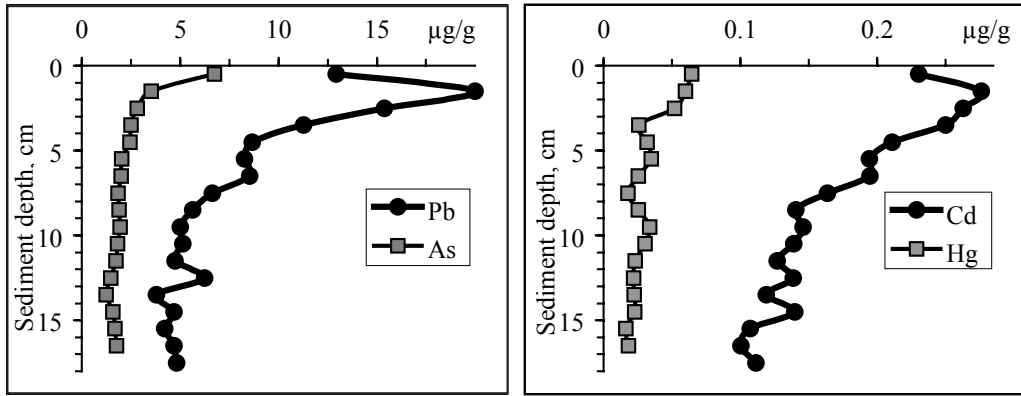 0 5 10 15 µg/g
0
5
10
15
Sediment depth, cm
Pb
As
0 0.1 0.2 µg/g
0
5
10
15
Sediment depth, cm
Cd
Hg